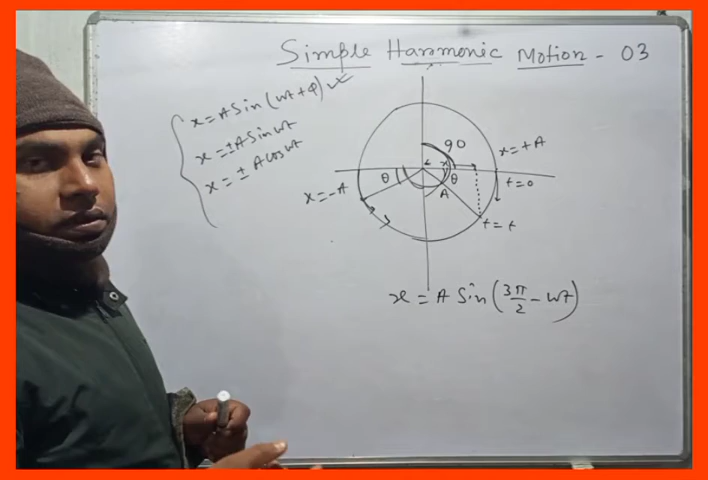 Simple Harmonic Motion - 03
x = A Sin (ωt + φ) ✓
x = ± A Sin ωt
x = ± A cos ωt
90
x = +A
t = 0
θ
x
θ
A
x = -A
t = t
x = A Sin (3π/2 - ωt)